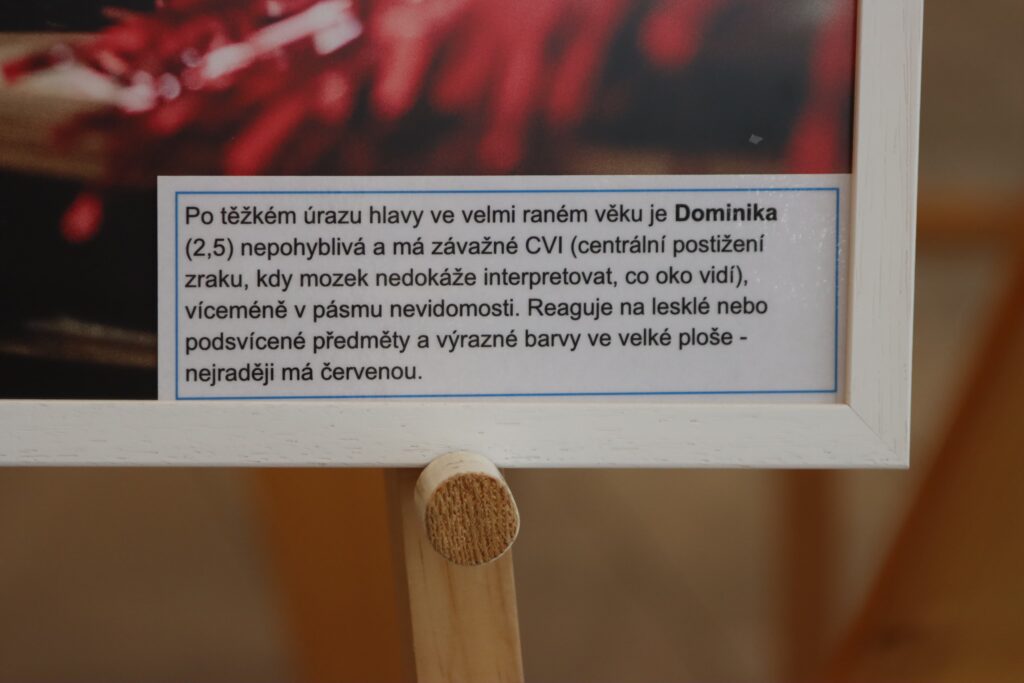 Po těžkém úrazu hlavy ve velmi raném věku je Dominika
(2,5) nepohyblivá a má závažné CVI (centrální postižení
zraku, kdy mozek nedokáže interpretovat, co oko vidí),
víceméně v pásmu nevidomosti. Reaguje na lesklé nebo
podsvícené předměty a výrazné barvy ve velké ploše -
nejraději má červenou.